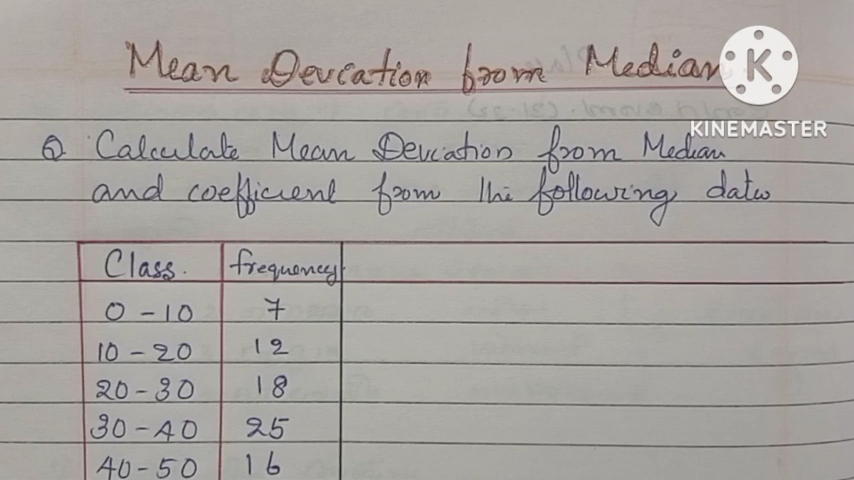 Mean Deviation from Median
K
KINEMASTER
Q Calculate Mean Deviation from Median
and coefficient from the following data
Class. frequency
0-10 7
10-20 12
20-30 18
30-40 25
40-50 16